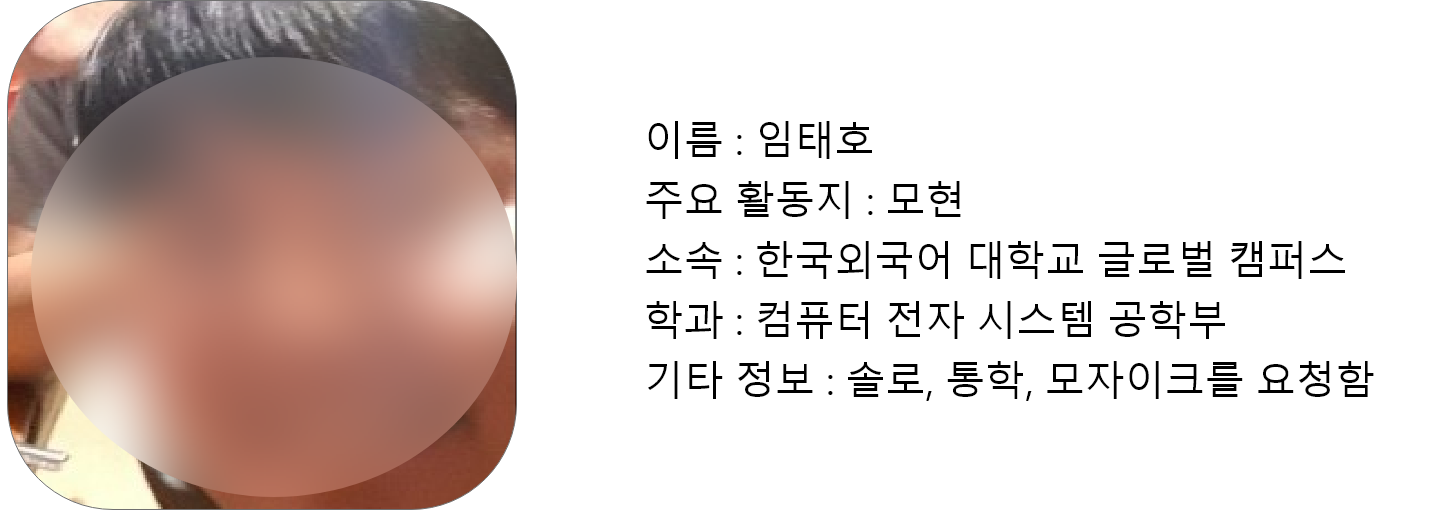 이름 : 임태호
주요 활동지 : 모현
소속 : 한국외국어 대학교 글로벌 캠퍼스
학과 : 컴퓨터 전자 시스템 공학부
기타 정보 : 솔로, 통학, 모자이크를 요청함